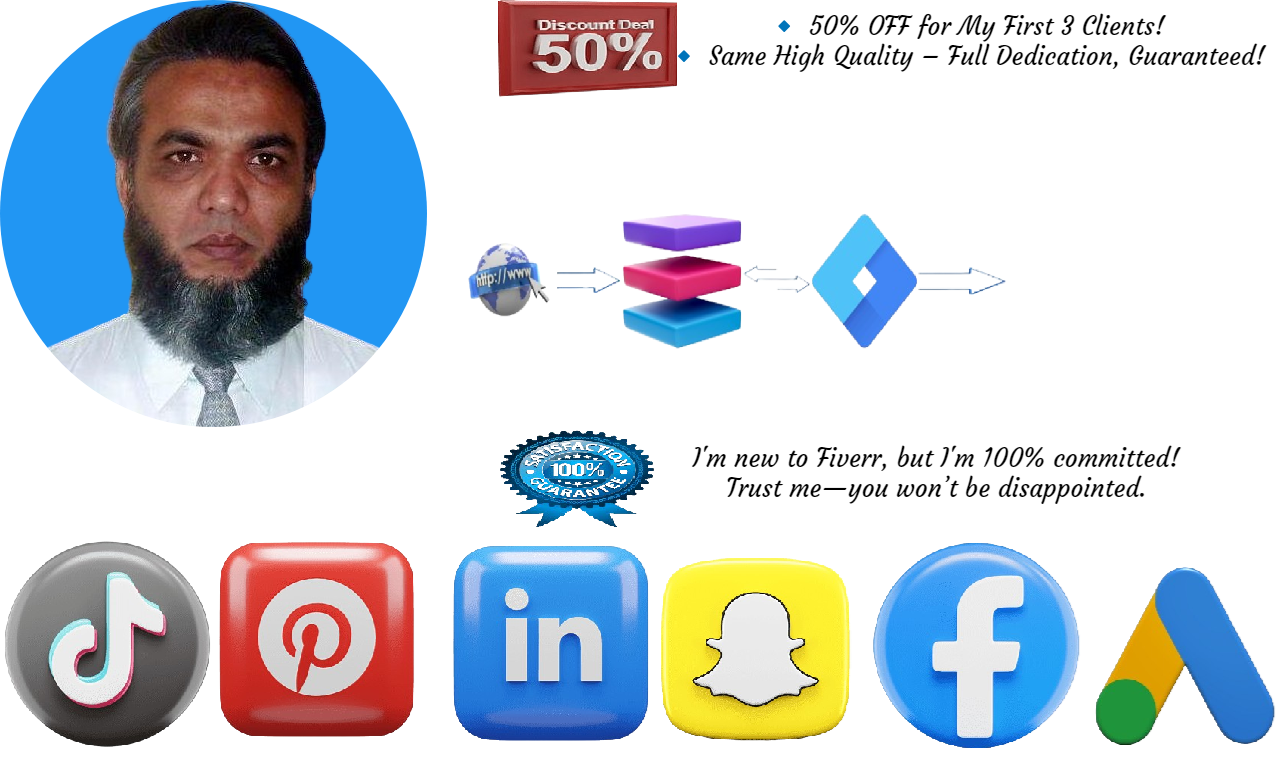 Discount Deal
50%
50% OFF for My First 3 Clients!
Same High Quality – Full Dedication, Guaranteed!
http://www
SATISFACTION
100%
GUARANTEE
I'm new to Fiverr, but I'm 100% committed!
Trust me—you won't be disappointed.
in